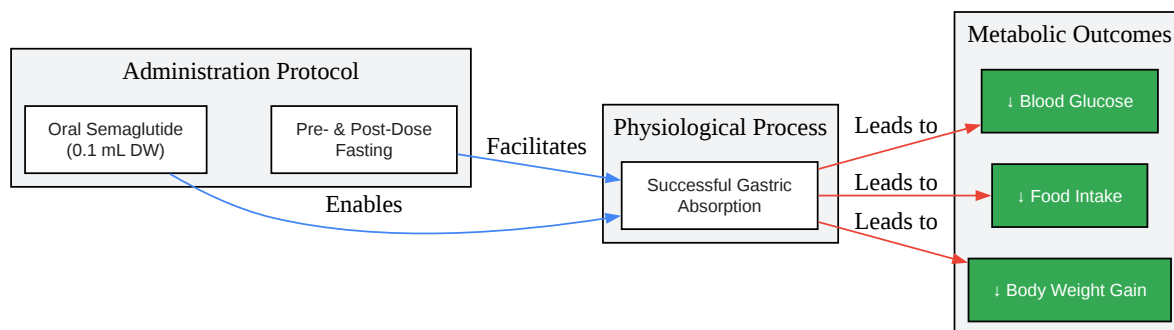 Administration Protocol
Oral Semaglutide
(0.1 mL DW)
Pre- & Post-Dose
Fasting
Facilitates
Enables
Physiological Process
Successful Gastric
Absorption
Leads to
Leads to
Leads to
Metabolic Outcomes
↓ Blood Glucose
↓ Food Intake
↓ Body Weight Gain